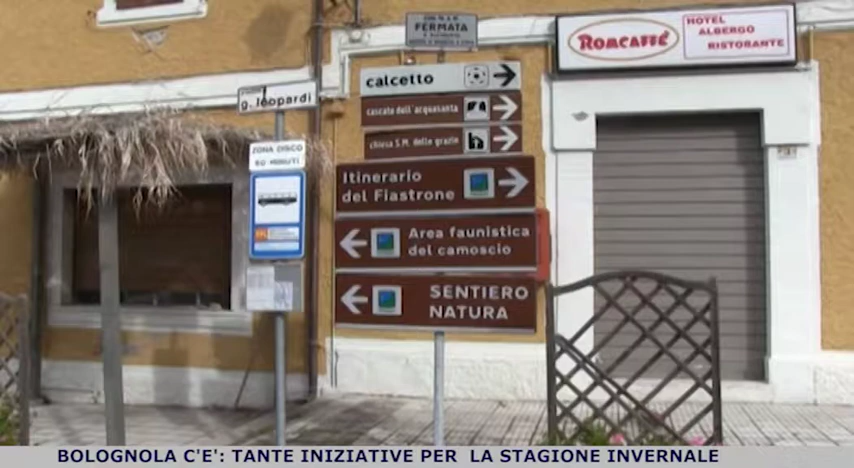 FERMATA
ROMCAFFÈ
HOTEL
ALBERGO
RISTORANTE
calcetto
g. leopardi
cascate dell'acquasanta
chiesa S.M. delle grazie
ZONA DISCO
60 MINUTI
Itinerario
del Fiastrone
Area faunistica
del camoscio
SENTIERO
NATURA
BOLOGNOLA C'E': TANTE INIZIATIVE PER LA STAGIONE INVERNALE